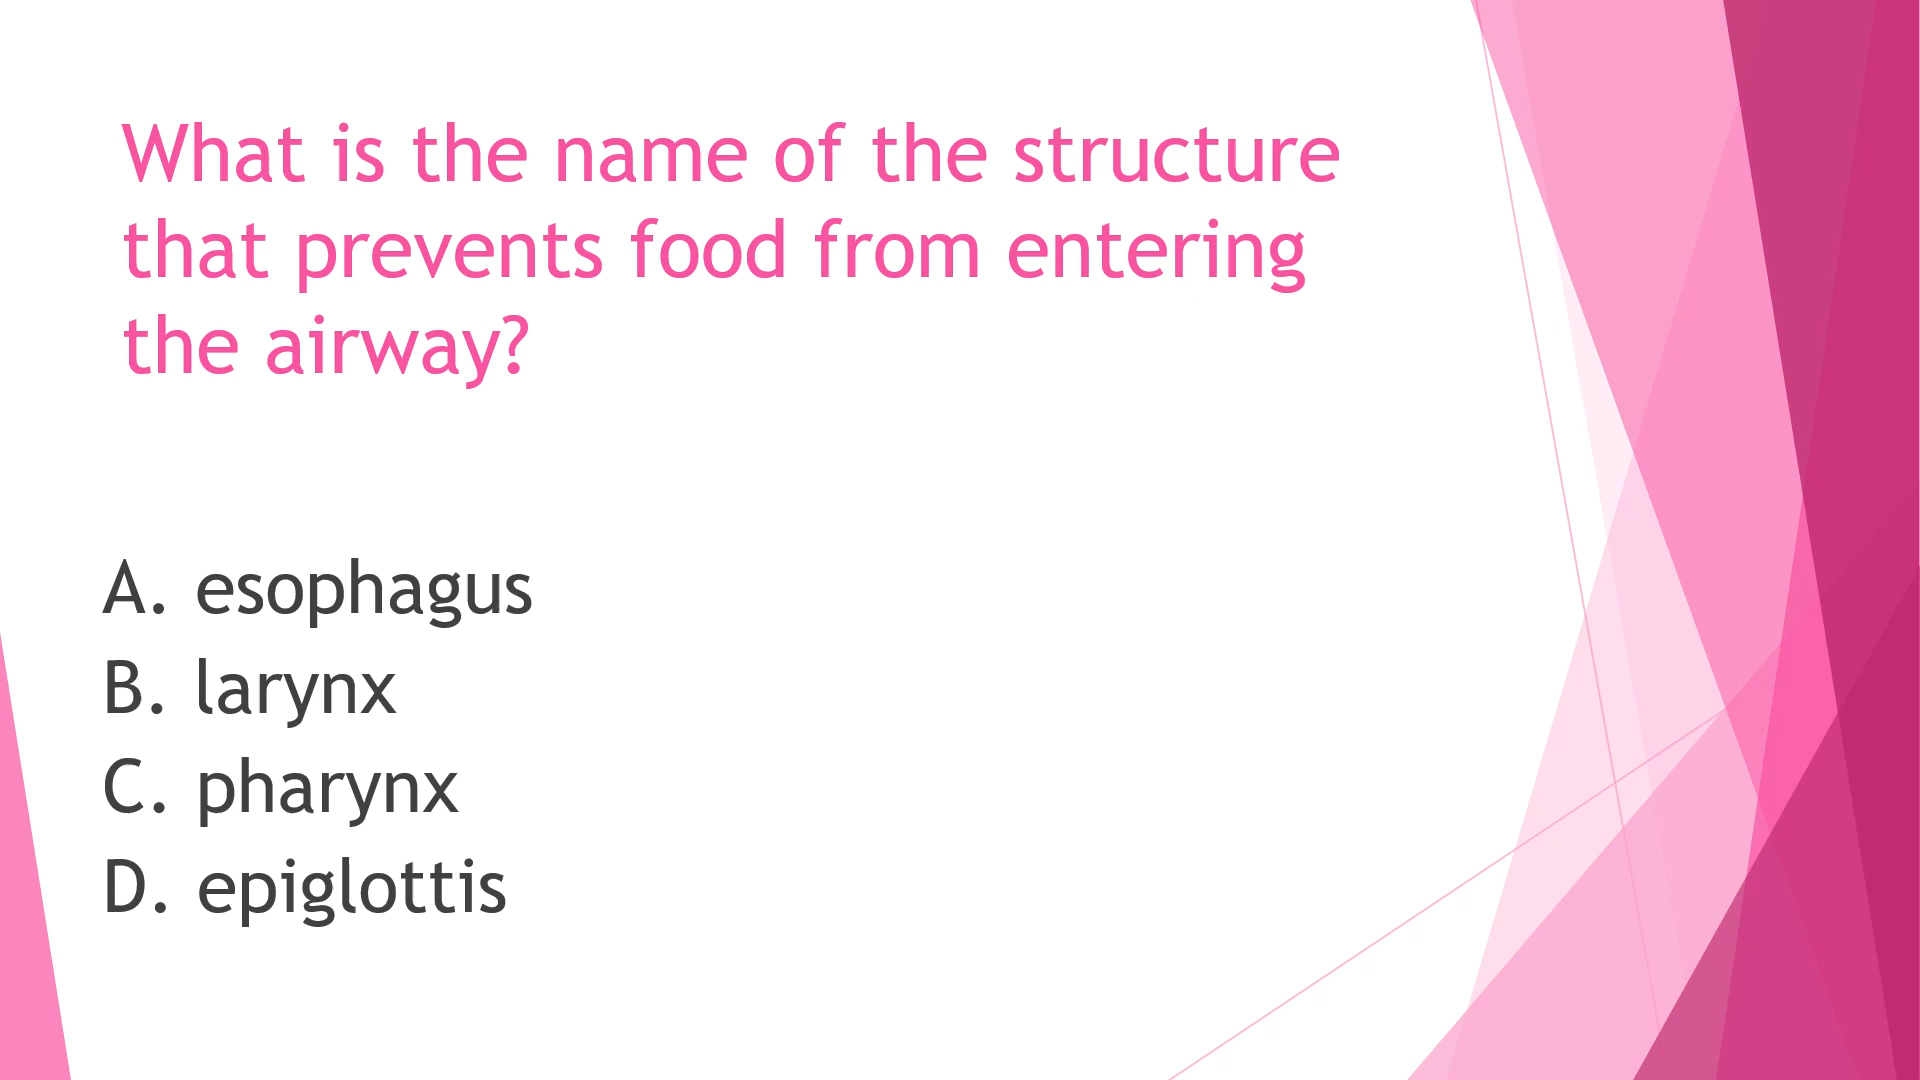 What is the name of the structure
that prevents food from entering
the airway?
A. esophagus
B. larynx
C. pharynx
D. epiglottis